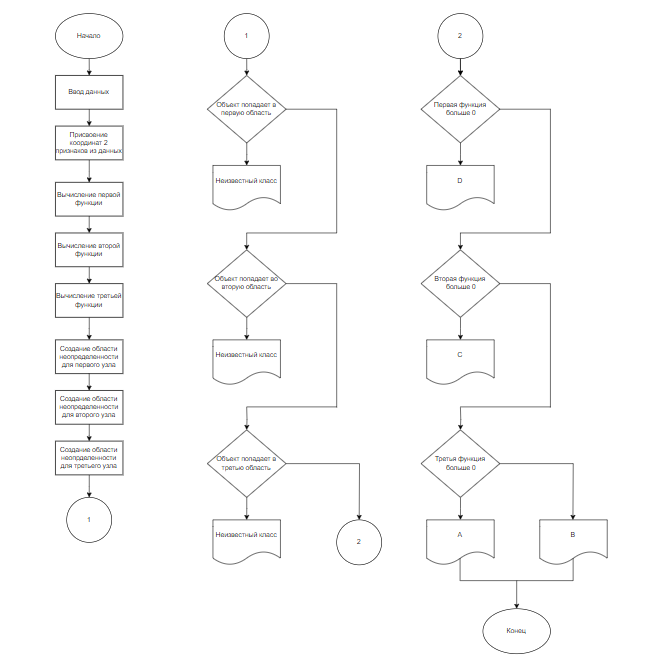 Начало
Ввод данных
Присвоение
координат 2
признаков из данных
Вычисление первой
функции
Вычисление второй
функции
Вычисление третьей
функции
Создание области
неопределенности
для первого узла
Создание области
неопределенности
для второго узла
Создание области
неопрделенности
для третьего узла
1
1
Объект попадает в
первую область
Неизвестный класс
Объект попадает во
вторую область
Неизвестный класс
Объект попадает в
третью область
Неизвестный класс
2
2
Первая функция
больше 0
D
Вторая функция
больше 0
C
Третья функция
больше 0
A
B
Конец